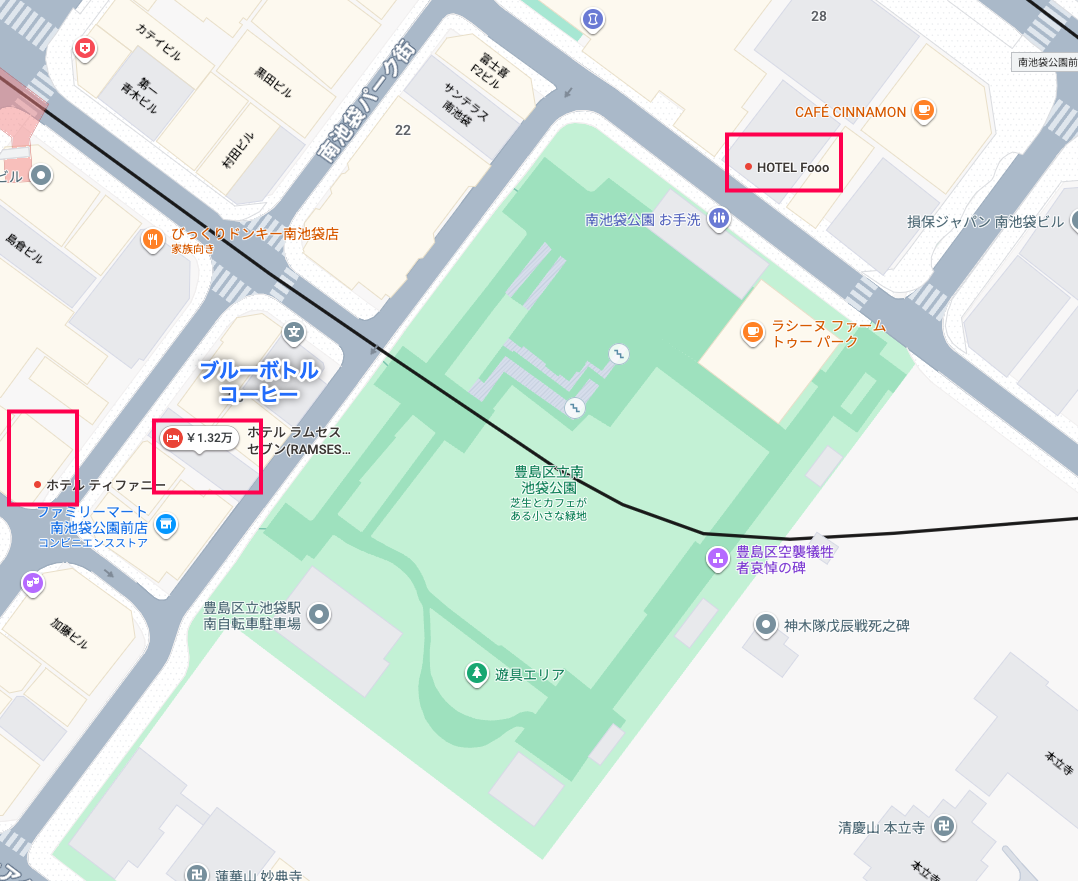 28
カテイビル
第一
青木ビル
黒田ビル
村田ビル
南池袋パーク街
22
富士喜
F2ビル
サンテラス
南池袋
南池袋公園前
CAFÉ CINNAMON
HOTEL Fooo
南池袋公園 お手洗
損保ジャパン 南池袋ビル
ビル
島倉ビル
びっくりドンキー南池袋店
家族向き
ラシーヌ ファーム
トゥー パーク
ブルーボトル
コーヒー
¥1.32万
ホテル ラムセス
セブン(RAMSES...
ホテル ティファニー
ファミリーマート
南池袋公園前店
コンビニエンスストア
豊島区立南
池袋公園
芝生とカフェが
ある小さな緑地
豊島区空襲犠牲
者哀悼の碑
豊島区立池袋駅
南自転車駐車場
神木隊戊辰戦死之碑
加藤ビル
遊具エリア
本立寺
清慶山 本立寺
本立寺
蓮華山 妙典寺